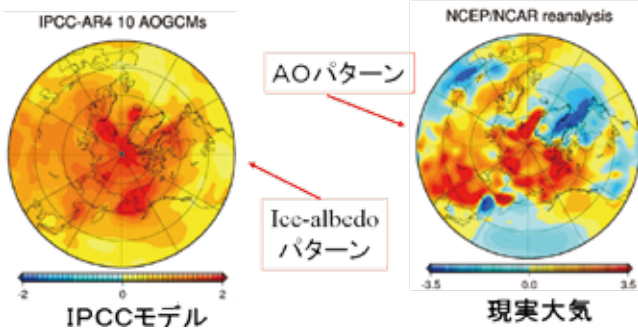 IPCC-AR4 10 AOGCMs
NCEP/NCAR reanalysis
AOパターン
Ice-albedo
パターン
-2 0 2
-3.5 0.0 3.5
IPCCモデル
現実大気